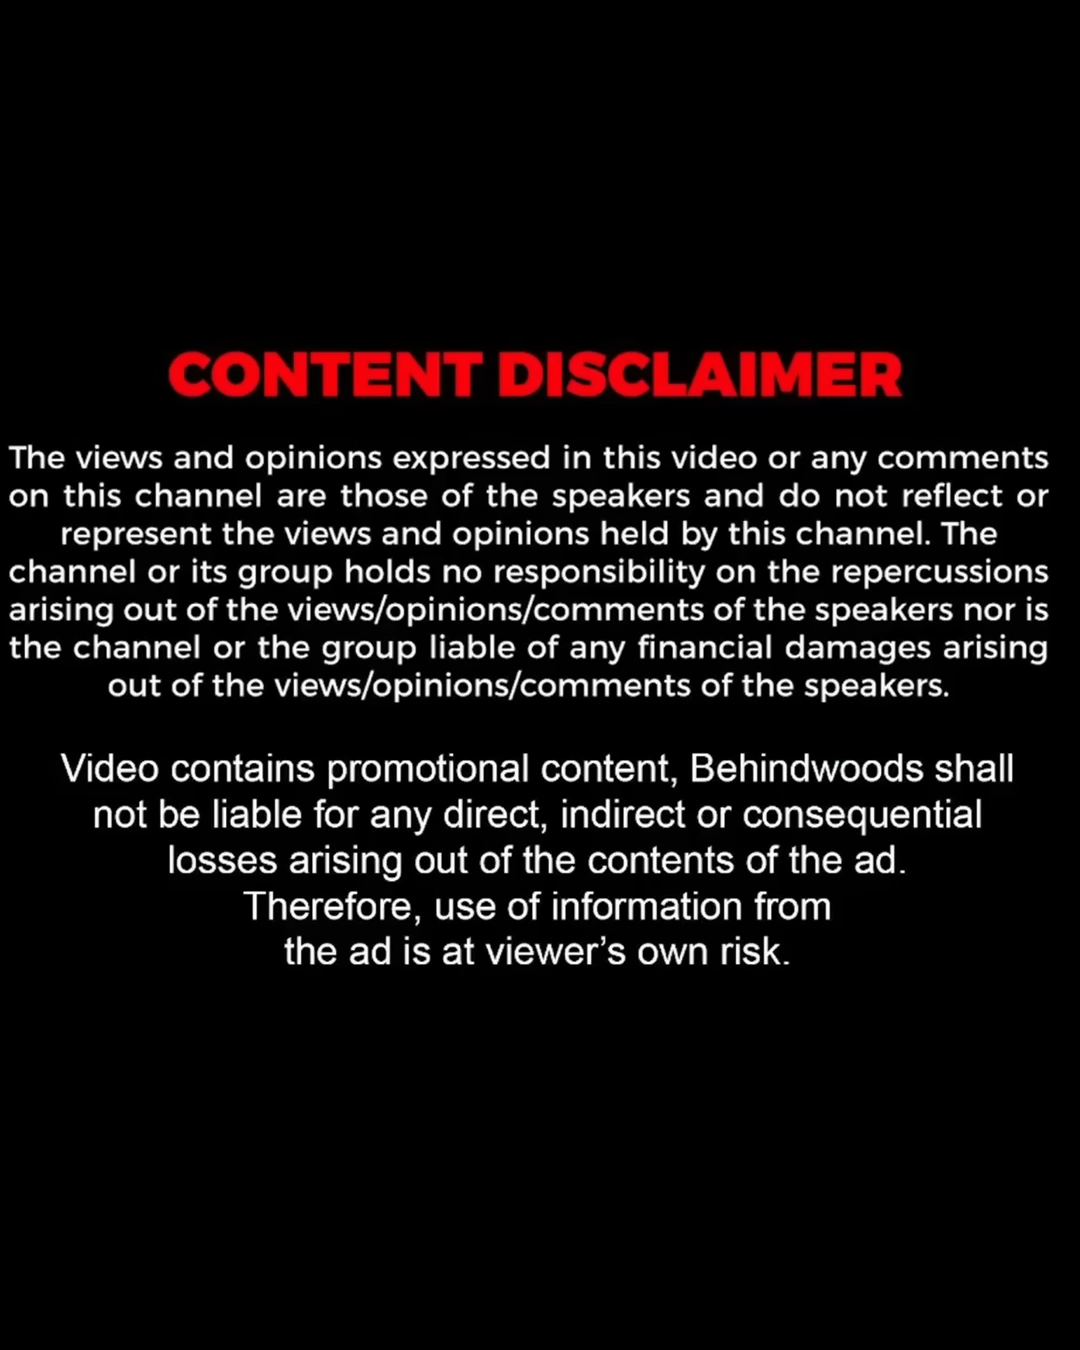 CONTENT DISCLAIMER
The views and opinions expressed in this video or any comments
on this channel are those of the speakers and do not reflect or
represent the views and opinions held by this channel. The
channel or its group holds no responsibility on the repercussions
arising out of the views/opinions/comments of the speakers nor is
the channel or the group liable of any financial damages arising
out of the views/opinions/comments of the speakers.
Video contains promotional content, Behindwoods shall
not be liable for any direct, indirect or consequential
losses arising out of the contents of the ad.
Therefore, use of information from
the ad is at viewer’s own risk.